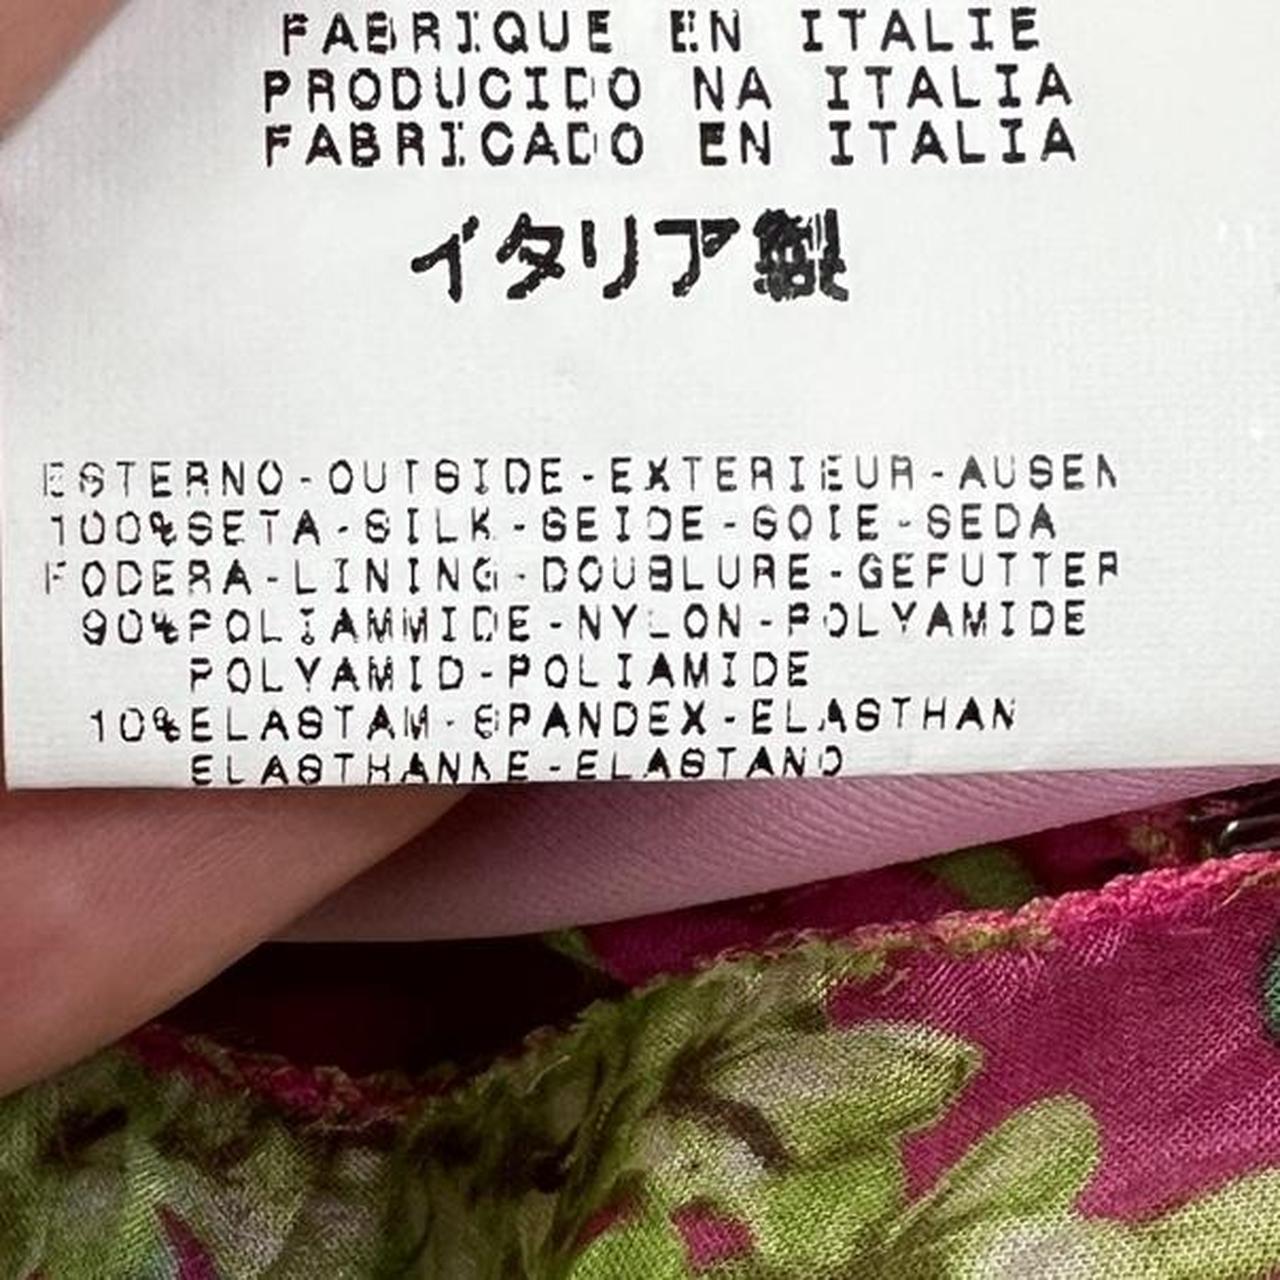 FABRIQUE EN ITALIE
PRODUCIDO NA ITALIA
FABRICADO EN ITALIA
イタリア製
ESTERNO-OUTSIDE-EXTERIEUR-AUSEN
100%SETA-SILK-SEIDE-SOIE-SEDA
FODERA-LINING-DOUBLURE-GEFUTTER
90%POLIAMMIDE-NYLON-POLYAMIDE
POLYAMID-POLIAMIDE
10%ELASTAM-SPANDEX-ELASTHAN
ELASTHANNE-ELASTANO